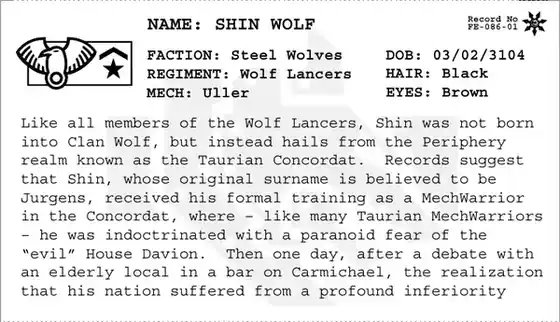 NAME: SHIN WOLF
Record No
FE-086-01
FACTION: Steel Wolves
DOB: 03/02/3104
REGIMENT: Wolf Lancers
HAIR: Black
MECH: Uller
EYES: Brown
Like all members of the Wolf Lancers, Shin was not born
into Clan Wolf, but instead hails from the Periphery
realm known as the Taurian Concordat. Records suggest
that Shin, whose original surname is believed to be
Jurgens, received his formal training as a MechWarrior
in the Concordat, where – like many Taurian MechWarriors
– he was indoctrinated with a paranoid fear of the
“evil” House Davion. Then one day, after a debate with
an elderly local in a bar on Carmichael, the realization
that his nation suffered from a profound inferiority